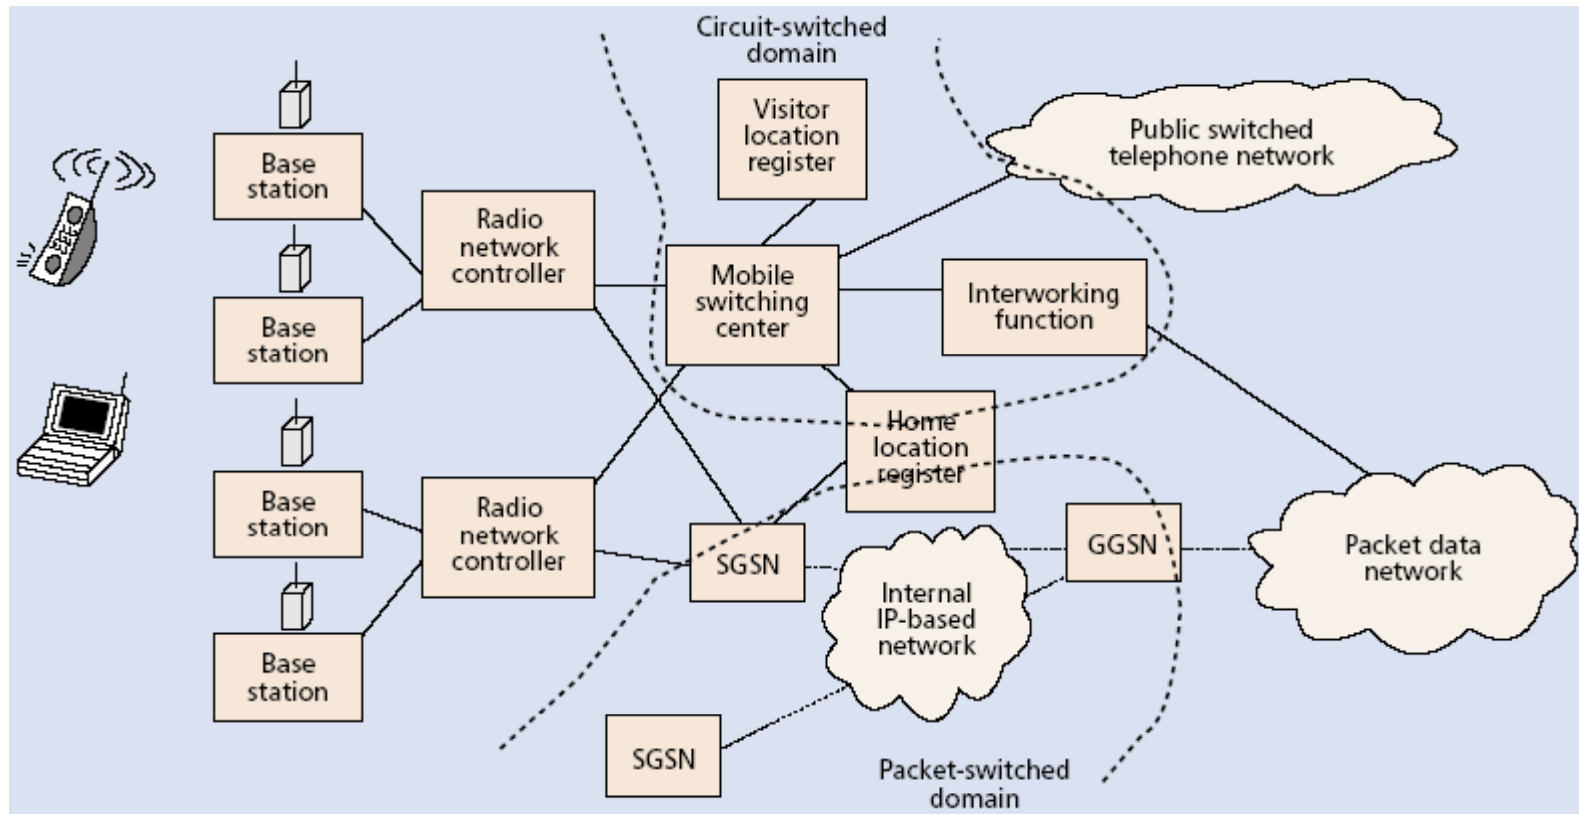 Circuit-switched
domain
Visitor
location
register
Public switched
telephone network
Base
station
Radio
network
controller
Base
station
Mobile
switching
center
Interworking
function
Home
location
register
Base
station
Radio
network
controller
SGSN
GGSN
Packet data
network
Internal
IP-based
network
Base
station
SGSN
Packet-switched
domain